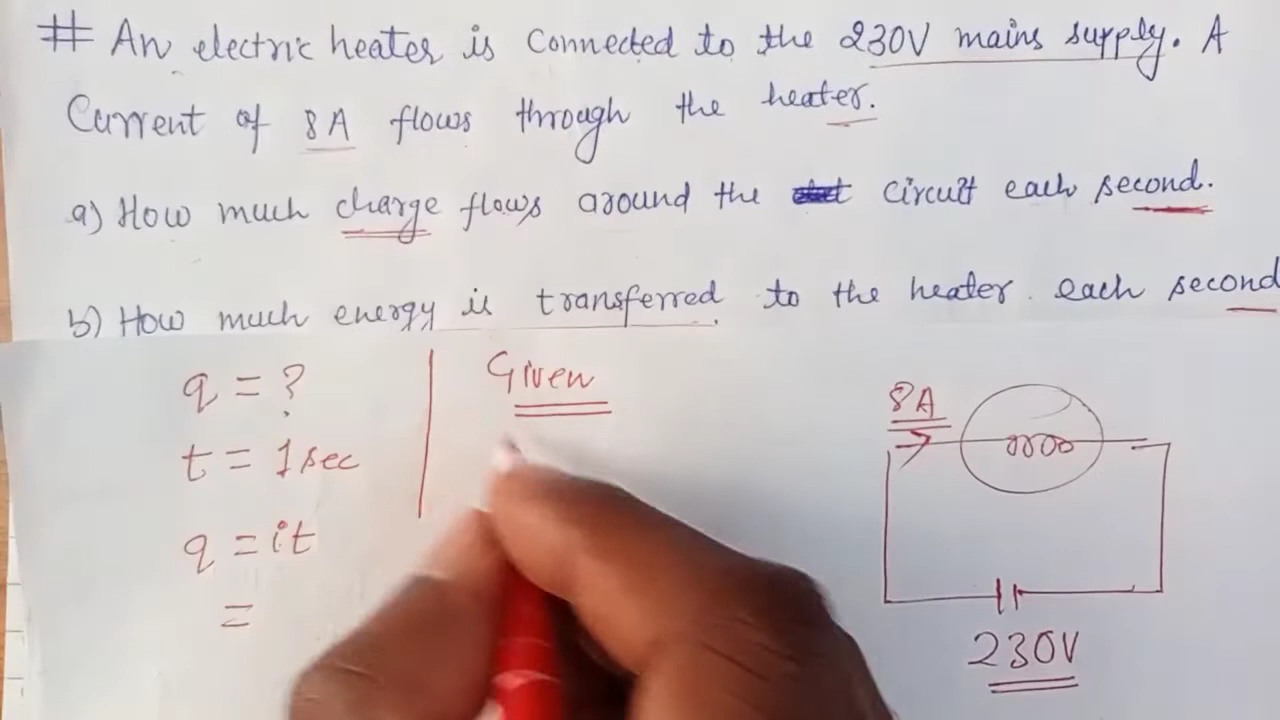 # An electric heater is connected to the 230V mains supply. A
Current of 8A flows through the heater.
a) How much charge flows around the circuit each second.
b) How much energy is transferred to the heater each second
q = ?
t = 1 sec
q = it
=
Given
8A
230V